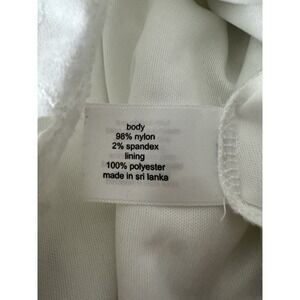 body
98% nylon
2% spandex
lining
100% polyester
made in sri lanka